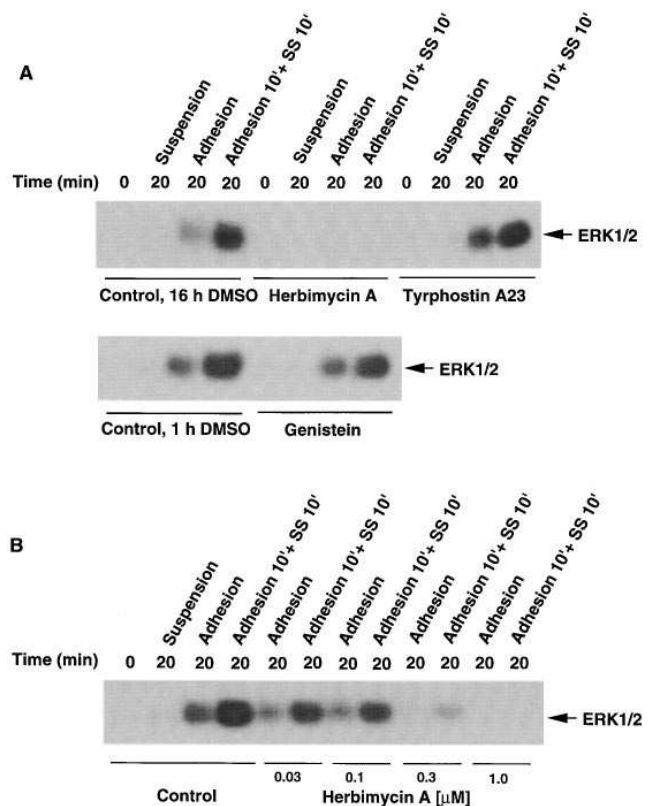 A
Suspension Adhesion Adhesion 10'+ SS 10' Suspension Adhesion Adhesion 10'+ SS 10' Suspension Adhesion Adhesion 10'+ SS 10'
Time (min) 0 20 20 20 0 20 20 20 0 20 20 20
ERK1/2
Control, 16 h DMSO Herbimycin A Tyrphostin A23
ERK1/2
Control, 1 h DMSO Genistein
B
Suspension Adhesion Adhesion 10'+ SS 10' Adhesion Adhesion 10'+ SS 10' Adhesion Adhesion 10'+ SS 10' Adhesion Adhesion 10'+ SS 10' Adhesion Adhesion 10'+ SS 10'
Time (min) 0 20 20 20 20 20 20 20 20 20 20 20
ERK1/2
0.03 0.1 0.3 1.0
Control Herbimycin A [µM]